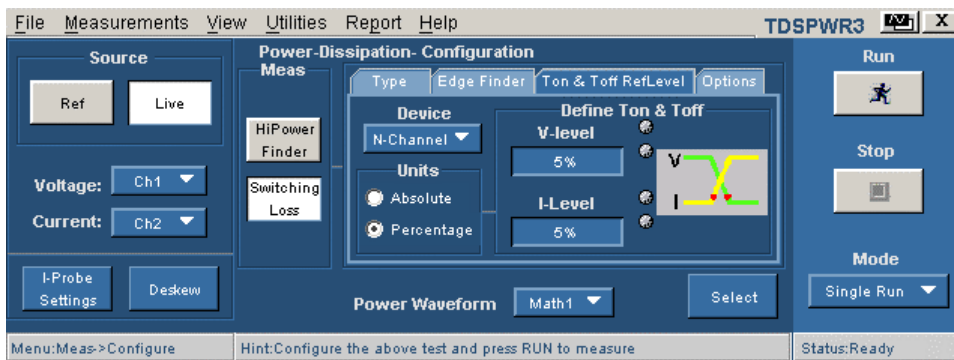 File Measurements View Utilities Report Help TDSPWR3 X
Source
Ref Live
Voltage: Ch1
Current: Ch2
I-Probe Settings
Deskew
Power-Dissipation- Configuration
Meas
HiPower Finder
Switching Loss
Type Edge Finder Ton & Toff RefLevel Options
Device
N-Channel
Units
Absolute
Percentage
Define Ton & Toff
V-level
5%
I-Level
5%
V
I
Power Waveform Math1
Select
Run
Stop
Mode
Single Run
Menu:Meas->Configure Hint:Configure the above test and press RUN to measure Status:Ready